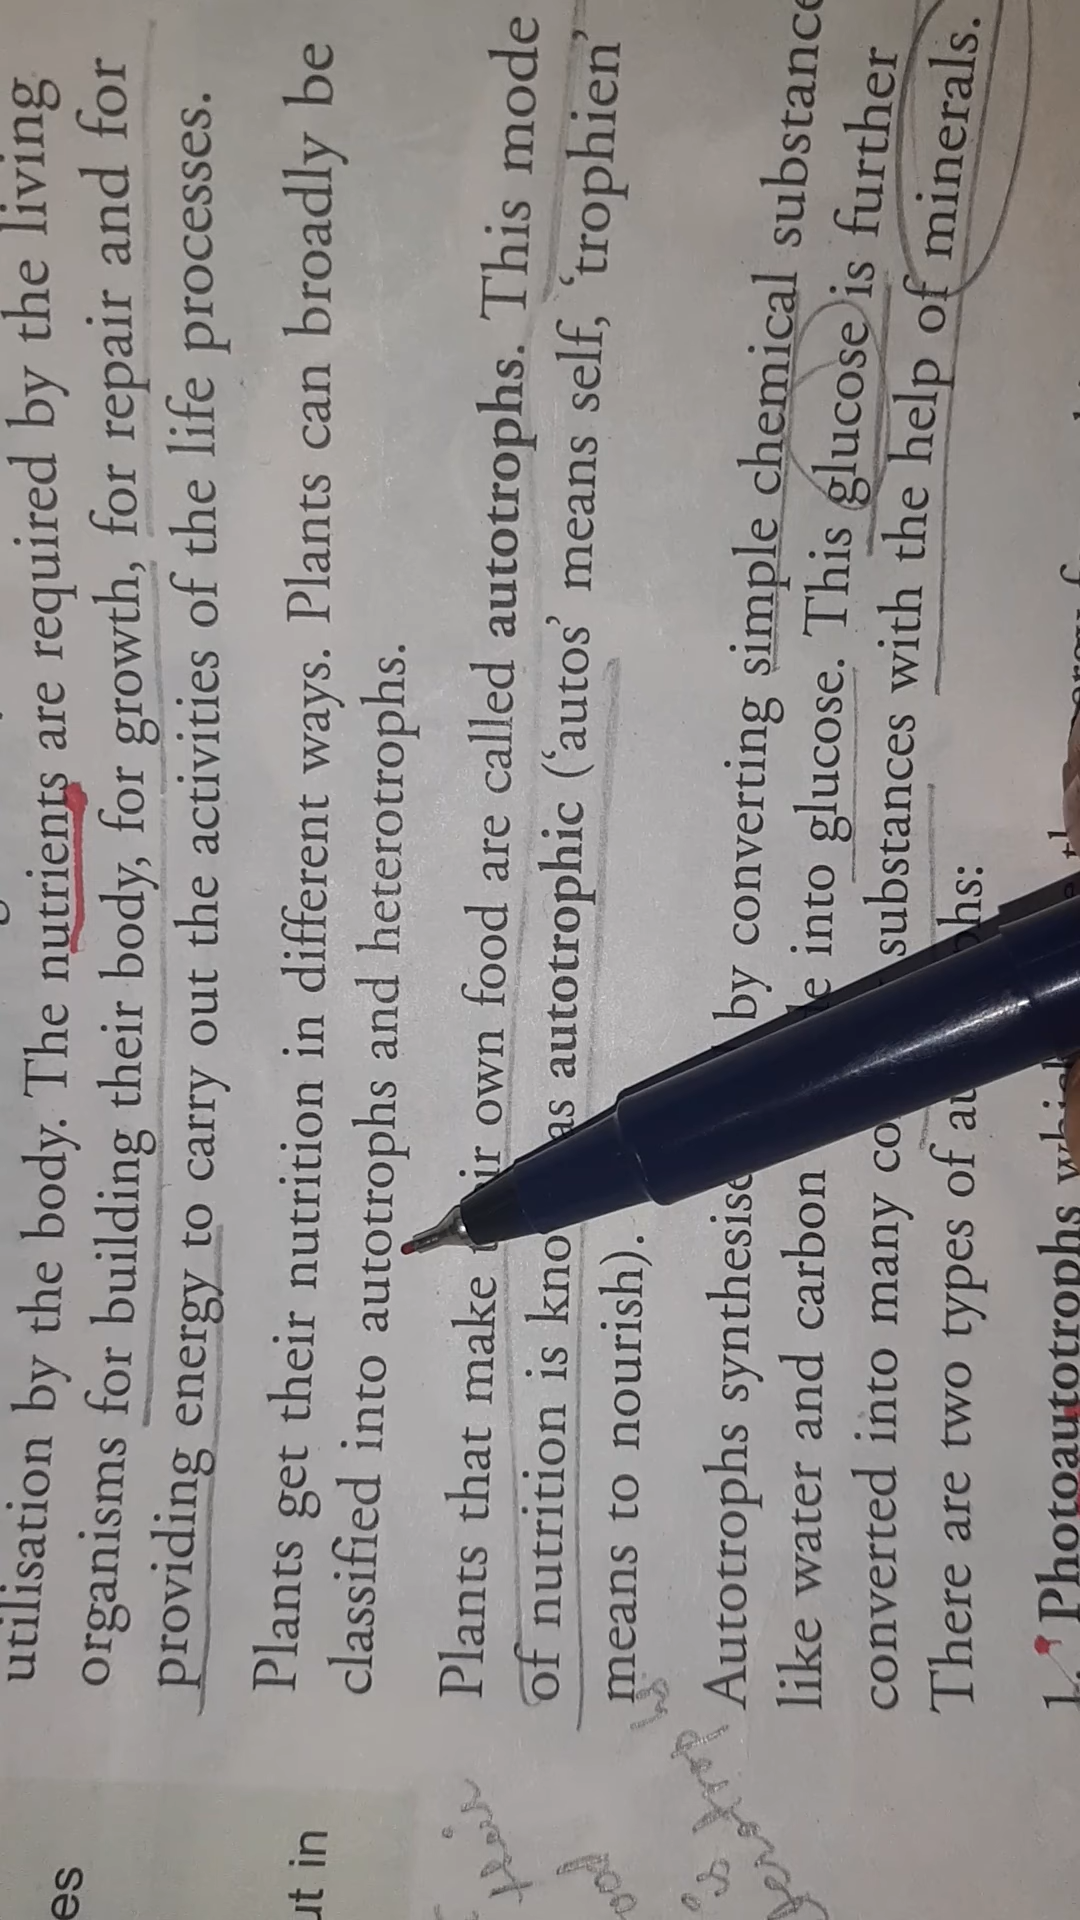 utilisation by the body. The nutrients are required by the living
organisms for building their body, for growth, for repair and for
providing energy to carry out the activities of the life processes.
Plants get their nutrition in different ways. Plants can broadly be
classified into autotrophs and heterotrophs.
Plants that make own food are called autotrophs. This mode
of nutrition is as autotrophic (‘autos’ means self, ‘trophien’
means to nourish).
Autotrophs synthesise by converting simple chemical substance
like water and carbon into glucose. This glucose is further
converted into many substances with the help of minerals.
There are two types of
1. Photoautotrophs
es
ut in
their